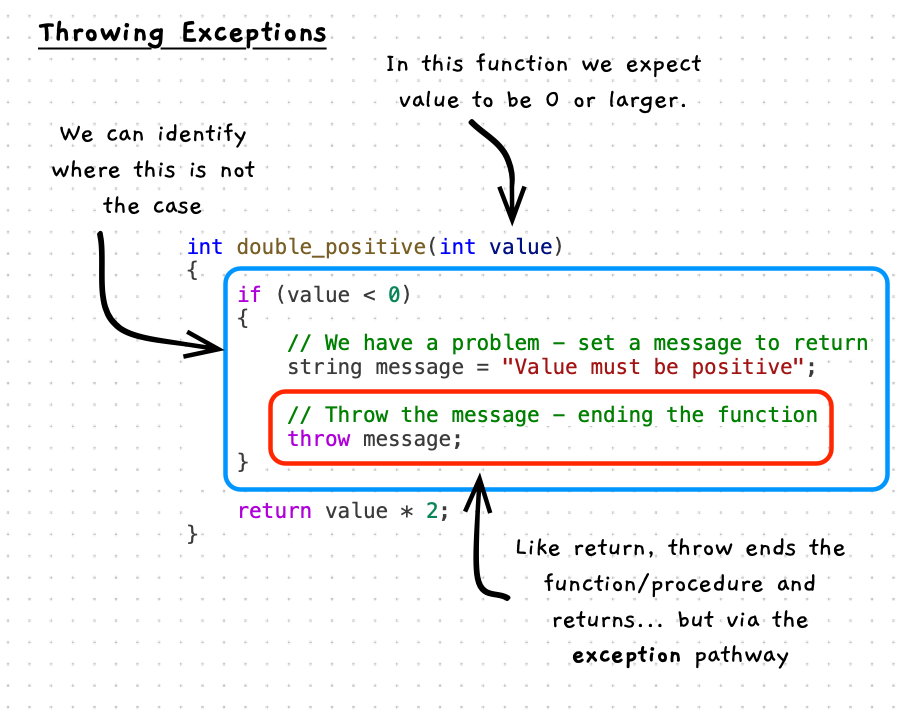 Throwing Exceptions
In this function we expect
value to be 0 or larger.
We can identify
where this is not
the case
int double_positive(int value)
{
if (value < 0)
{
// We have a problem – set a message to return
string message = "Value must be positive";
// Throw the message – ending the function
throw message;
}
return value * 2;
}
Like return, throw ends the
function/procedure and
returns... but via the
exception pathway